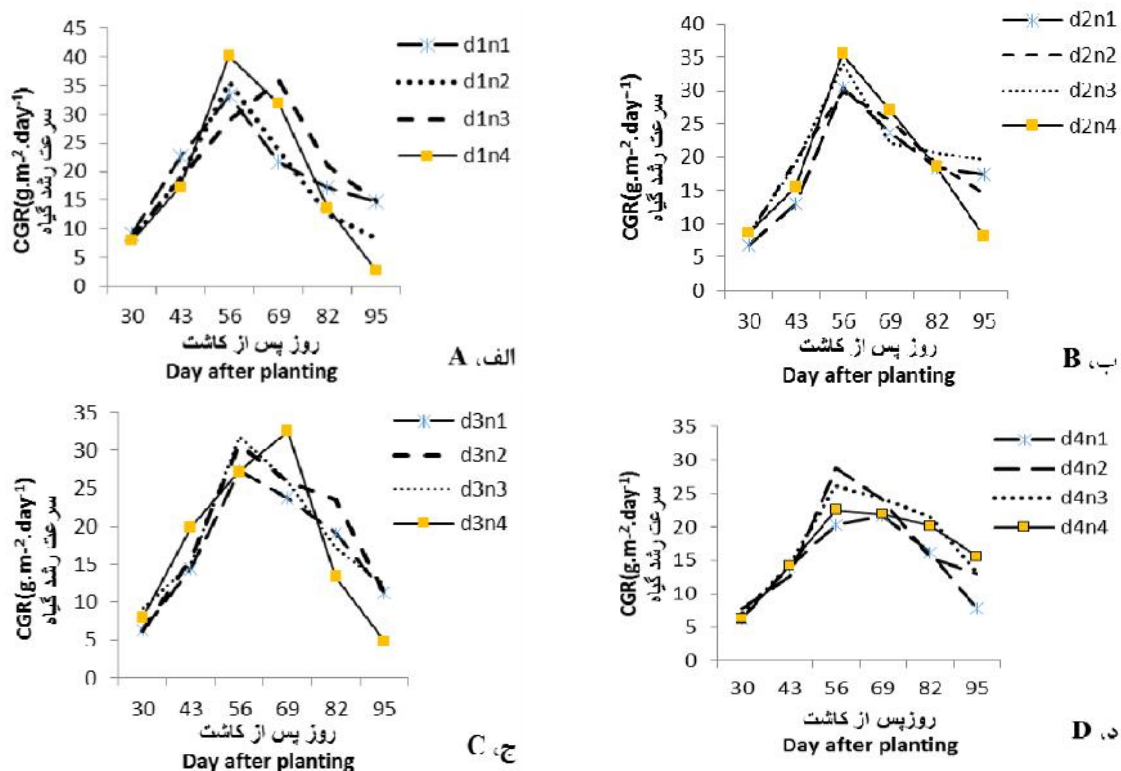 CGR(g.m-².day-¹)
سرعت رشد گیاه
45
40
35
30
25
20
15
10
5
0
30 43 56 69 82 95
روز پس از کاشت
Day after planting
d1n1
d1n2
d1n3
d1n4
الف، A
CGR(g.m-².day-¹)
سرعت رشد گیاه
40
35
30
25
20
15
10
5
0
30 43 56 69 82 95
روز پس از کاشت
Day after planting
d2n1
d2n2
d2n3
d2n4
ب، B
CGR(g.m-².day-¹)
سرعت رشد گیاه
35
30
25
20
15
10
5
0
30 43 56 69 82 95
روز پس از کاشت
Day after planting
d3n1
d3n2
d3n3
d3n4
ج، C
CGR(g.m-².day-¹)
سرعت رشد گیاه
35
30
25
20
15
10
5
0
30 43 56 69 82 95
روزپس از کاشت
Day after planting
d4n1
d4n2
d4n3
d4n4
د، D